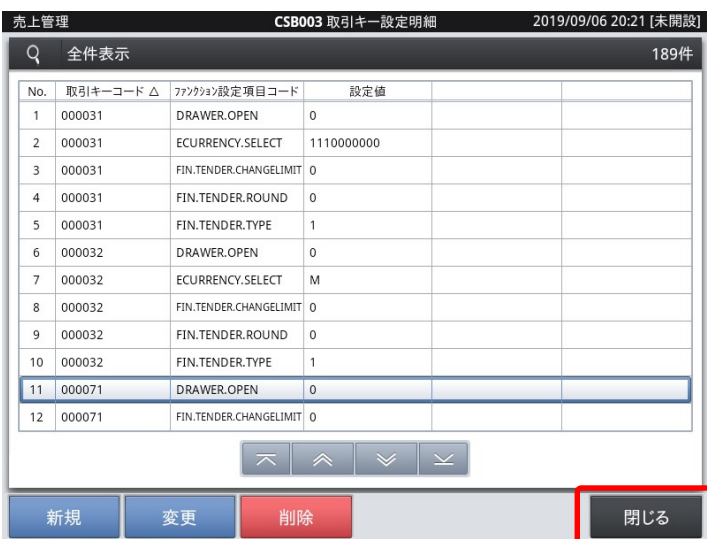 売上管理 CSB003 取引キー設定明細 2019/09/06 20:21 [未開設]
全件表示 189件
No. 取引キーコード △ ﾌｧﾝｸｼｮﾝ設定項目コード 設定値
1 000031 DRAWER.OPEN 0
2 000031 ECURRENCY.SELECT 1110000000
3 000031 FIN.TENDER.CHANGELIMIT 0
4 000031 FIN.TENDER.ROUND 0
5 000031 FIN.TENDER.TYPE 1
6 000032 DRAWER.OPEN 0
7 000032 ECURRENCY.SELECT M
8 000032 FIN.TENDER.CHANGELIMIT 0
9 000032 FIN.TENDER.ROUND 0
10 000032 FIN.TENDER.TYPE 1
11 000071 DRAWER.OPEN 0
12 000071 FIN.TENDER.CHANGELIMIT 0
新規 変更 削除 閉じる